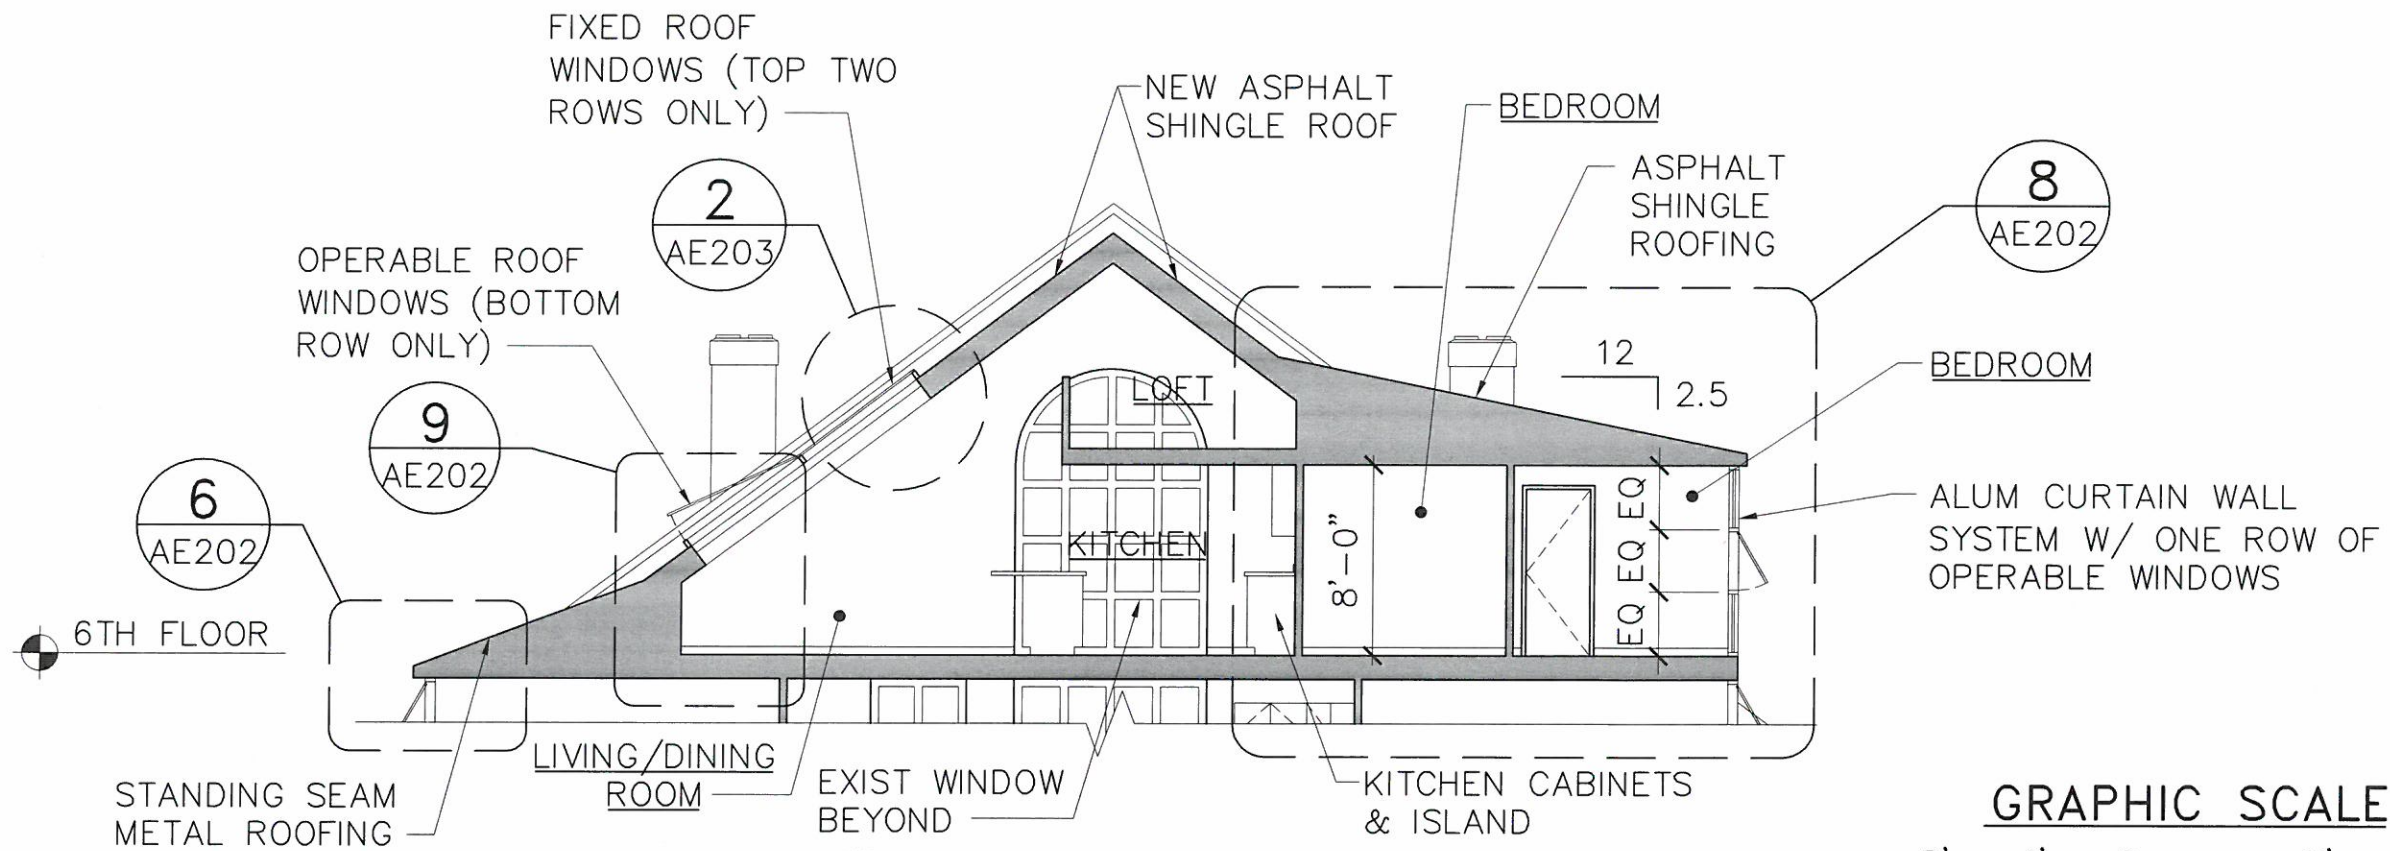 FIXED ROOF
WINDOWS (TOP TWO
ROWS ONLY)
NEW ASPHALT
SHINGLE ROOF
BEDROOM
ASPHALT
SHINGLE
ROOFING
8
AE202
2
AE203
OPERABLE ROOF
WINDOWS (BOTTOM
ROW ONLY)
12
2.5
BEDROOM
LOFT
9
AE202
6
AE202
KITCHEN
8'-0"
EQ EQ EQ
ALUM CURTAIN WALL
SYSTEM W/ ONE ROW OF
OPERABLE WINDOWS
6TH FLOOR
LIVING/DINING
ROOM
EXIST WINDOW
BEYOND
KITCHEN CABINETS
& ISLAND
STANDING SEAM
METAL ROOFING
GRAPHIC SCALE